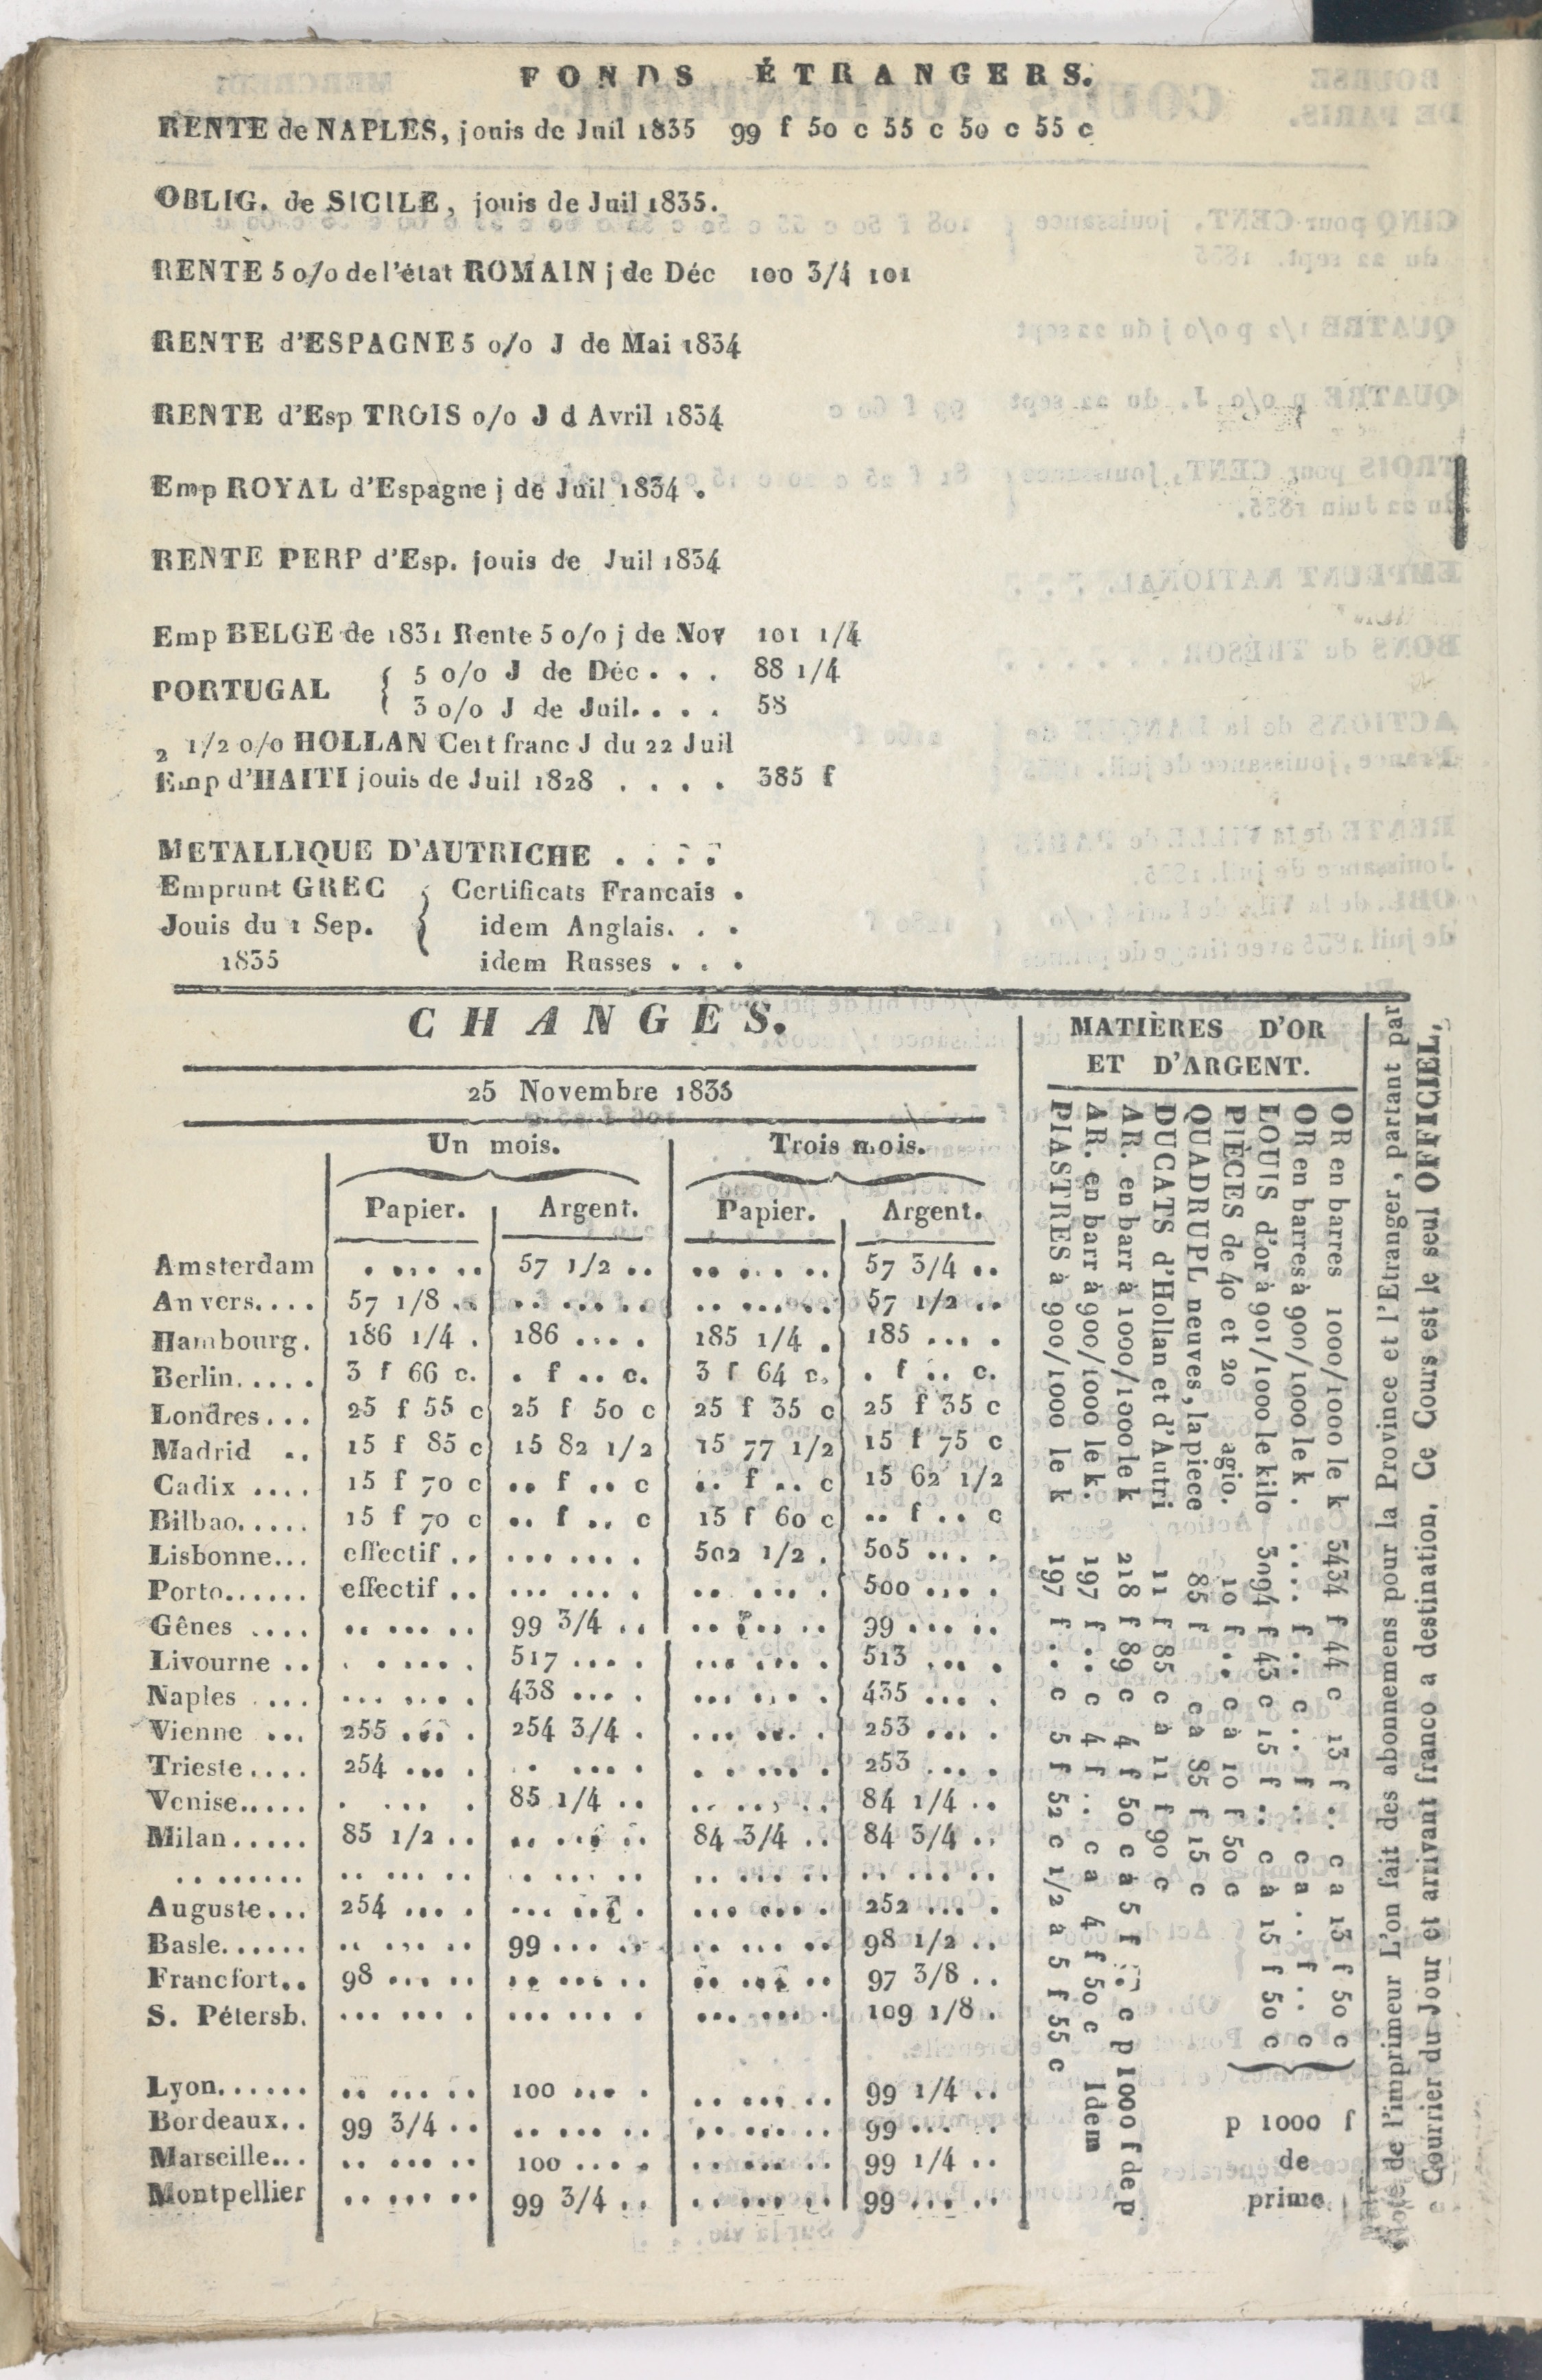 FONDS ÉTRANGERS.
RENTE de NAPLES, jouis de Juil 1835 99 f 50 c 55 c 50 c 55 c
OBLIG. de SICILE, jouis de Juil 1835.
RENTE 5 o/o de l'état ROMAIN j de Déc 100 3/4 101
RENTE d'ESPAGNE 5 o/o J de Mai 1834
RENTE d'Esp TROIS o/o J d Avril 1834
Emp ROYAL d'Espagne j de Juil 1834 .
RENTE PERP d'Esp. jouis de Juil 1834
Emp BELGE de 1831 Rente 5 o/o j de Nov 101 1/4
PORTUGAL { 5 o/o J de Déc . . . 88 1/4
3 o/o J de Juil. . . . 58
2 1/2 o/o HOLLAN Cert franc J du 22 Juil
Emp d'HAITI jouis de Juil 1828 . . . . 385 f
METALLIQUE D'AUTRICHE . . . .
Emprunt GREC { Certificats Francais .
Jouis du 1 Sep. idem Anglais. . .
1835 idem Russes . . .
CHANGES.
25 Novembre 1835
Un mois. Trois mois.
Papier. Argent. Papier. Argent.
Amsterdam . ... .. 57 1/2 .. .. ... .. 57 3/4 ..
Anvers.... 57 1/8 .. .. ... .. .. ... .. 57 1/2 ..
Hambourg. 186 1/4 . 186 ... . 185 1/4 . 185 ... .
Berlin..... 3 f 66 c. . f .. c. 3 f 64 c. . f .. c.
Londres... 25 f 55 c 25 f 50 c 25 f 35 c 25 f 35 c
Madrid .. 15 f 85 c 15 82 1/2 15 77 1/2 15 f 75 c
Cadix .... 15 f 70 c .. f .. c .. f .. c 15 62 1/2
Bilbao..... 15 f 70 c .. f .. c 15 f 60 c .. f .. c
Lisbonne... effectif .. ... ... . 502 1/2 . 505 ... .
Porto...... effectif .. ... ... . .. ... . 500 ... .
Gênes .... .. ... .. 99 3/4 .. .. ... .. 99 ... ..
Livourne .. . . ... . 517 ... . ... ... . 513 ... .
Naples .... ... ... . 438 ... . ... ... . 435 ... .
Vienne ... 255 ... . 254 3/4 . ... ... . 253 ... .
Trieste.... 254 ... . . . ... . . . ... . 253 ... .
Venise..... . ... . 85 1/4 .. .. ... .. 84 1/4 ..
Milan..... 85 1/2 .. .. ... .. 84 3/4 .. 84 3/4 ..
........ .. ... .. . ... .. .. ... .. .. ... ..
Auguste... 254 ... . ... ... . ... ... . 252 ... .
Basle...... .. ... .. 99 ... .. .. ... .. 98 1/2 ..
Francfort.. 98 ... .. .. ... .. .. ... .. 97 3/8 ..
S. Pétersb. ... ... . ... ... . ... ... . 109 1/8 .
Lyon...... .. ... .. 100 ... . .. ... .. 99 1/4 ..
Bordeaux.. 99 3/4 .. .. ... .. .. ... .. 99 ... ..
Marseille... .. ... .. 100 ... . .. ... .. 99 1/4 ..
Montpellier .. ... .. 99 3/4 .. .. ... .. 99 ... ..
MATIÈRES D'OR
ET D'ARGENT.
OR en barres 1000/1000 le k 3434 f 44 c 13 f .. c a 13 f 50 c
OR en barres à 900/1000 le k . .... f .. c .. f .. c a .. f .. c
LOUIS d'or à 901/1000 le kilo 3094 f 43 c 15 f .. c à 15 f 50 c
PIÈCES de 40 et 20 agio. 10 f .. c à 10 f 50 c
QUADRUPL neuves, la piece 85 f c a 85 f 15 c
DUCATS d'Hollan et d'Autri 11 f 85 c à 11 f 90 c
AR. en barr à 1000/1000 le k 218 f 89 c 4 f 50 c à 5 f .. c p 1000 f de p
AR. en barr à 900/1000 le k. 197 f .. c 4 f .. c a 4 f 50 c Idem
PIASTRES à 900/1000 le k 197 f .. c 5 f 52 c 1/2 à 5 f 55 c
p 1000 f
de
prime
Note de l'imprimeur L'on fait des abonnemens pour la Province et l'Etranger, partant par
e Courrier du Jour et arrivant franco a destination. Ce Cours est le seul OFFICIEL,